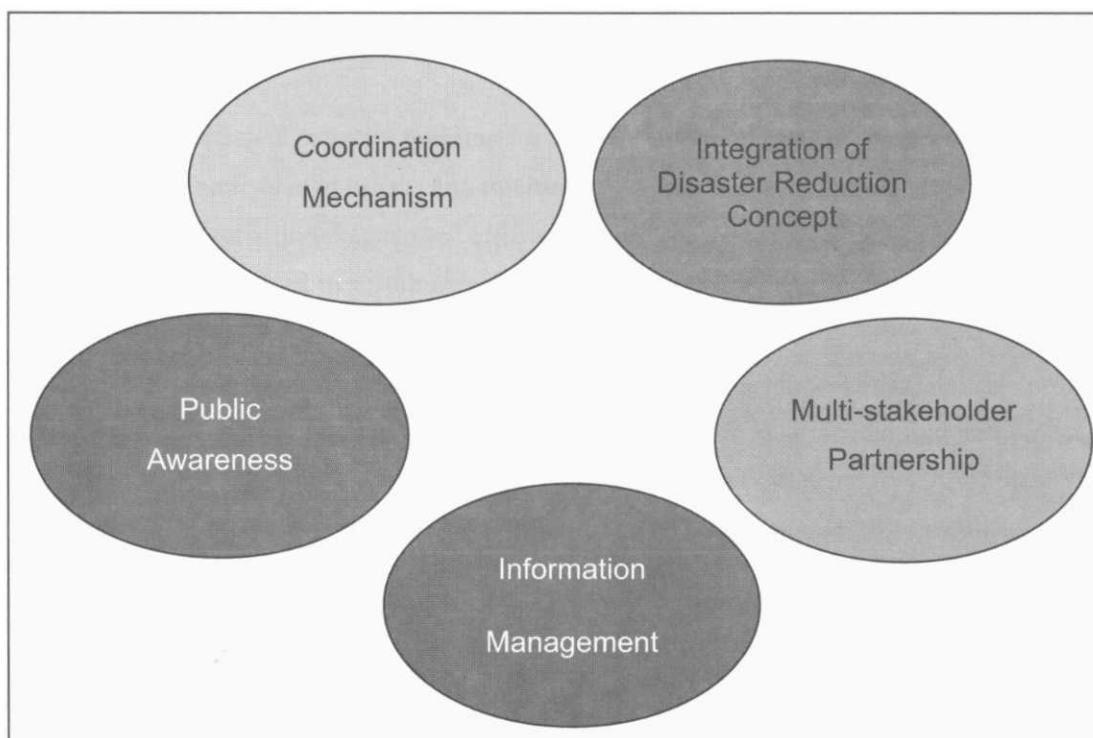 Coordination
Mechanism
Integration of
Disaster Reduction
Concept
Public
Awareness
Multi-stakeholder
Partnership
Information
Management